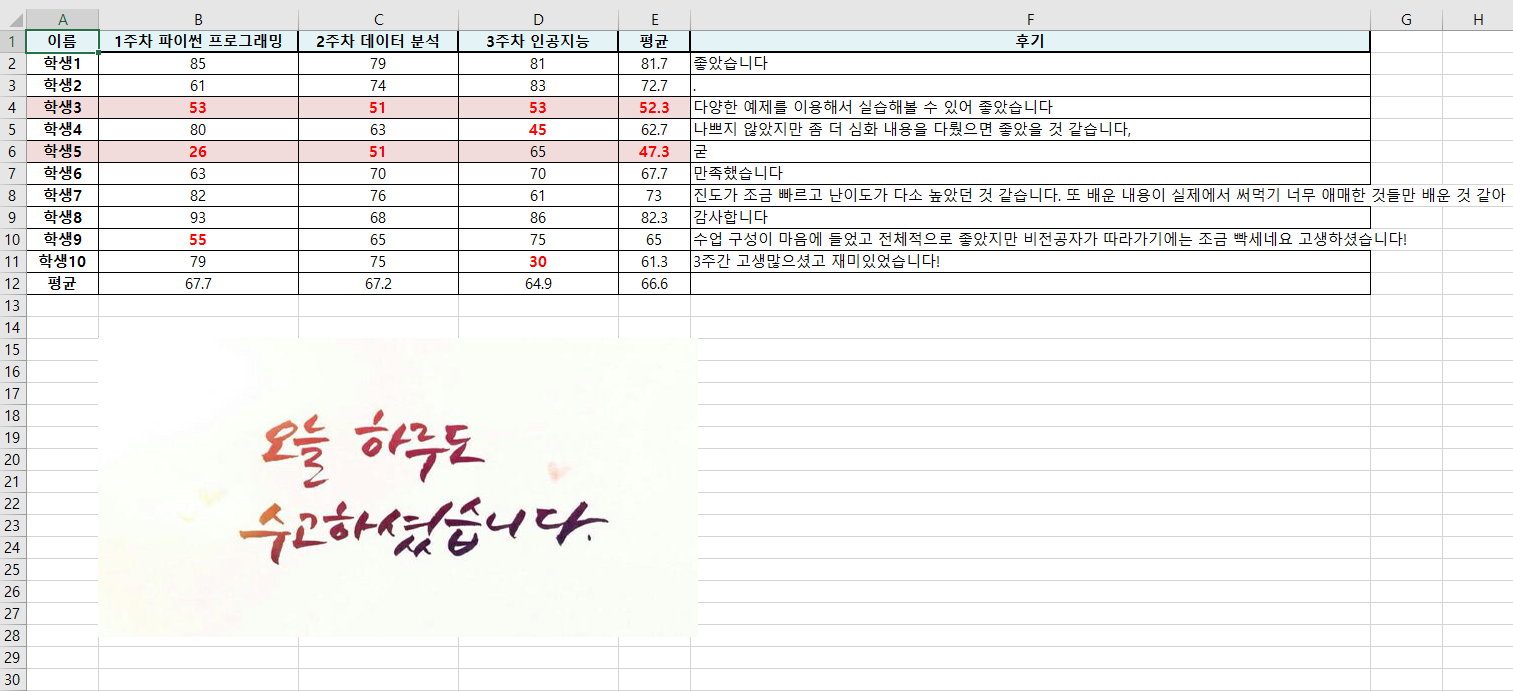 A B C D E F G H
1 이름 1주차 파이썬 프로그래밍 2주차 데이터 분석 3주차 인공지능 평균 후기
2 학생1 85 79 81 81.7 좋았습니다
3 학생2 61 74 83 72.7 .
4 학생3 53 51 53 52.3 다양한 예제를 이용해서 실습해볼 수 있어 좋았습니다
5 학생4 80 63 45 62.7 나쁘지 않았지만 좀 더 심화 내용을 다뤘으면 좋았을 것 같습니다,
6 학생5 26 51 65 47.3 굳
7 학생6 63 70 70 67.7 만족했습니다
8 학생7 82 76 61 73 진도가 조금 빠르고 난이도가 다소 높았던 것 같습니다. 또 배운 내용이 실제에서 써먹기 너무 애매한 것들만 배운 것 같아
9 학생8 93 68 86 82.3 감사합니다
10 학생9 55 65 75 65 수업 구성이 마음에 들었고 전체적으로 좋았지만 비전공자가 따라가기에는 조금 빡세네요 고생하셨습니다!
11 학생10 79 75 30 61.3 3주간 고생많으셨고 재미있었습니다!
12 평균 67.7 67.2 64.9 66.6
13
14
15
16
17
18
19
오늘 하루도
20
21
22
23
수고하셨습니다.
24
25
26
27
28
29
30